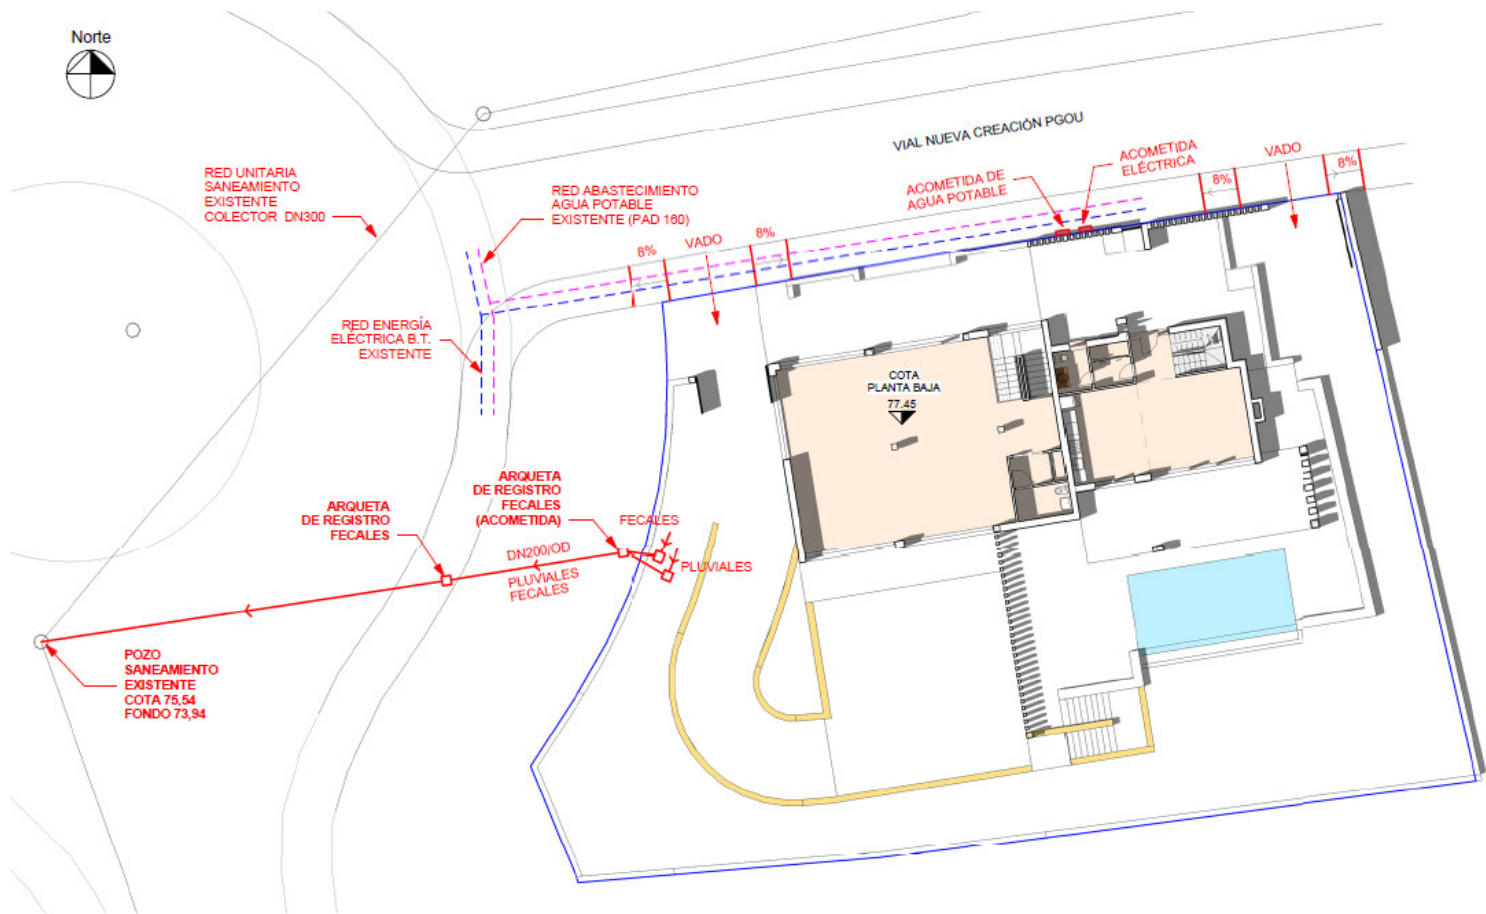 Norte
VIAL NUEVA CREACIÓN PGOU
RED UNITARIA
SANEAMIENTO
EXISTENTE
COLECTOR DN300
RED ABASTECIMIENTO
AGUA POTABLE
EXISTENTE (PAD 160)
ACOMETIDA DE
AGUA POTABLE
ACOMETIDA
ELÉCTRICA
8%
VADO
8%
8%
VADO
8%
RED ENERGÍA
ELÉCTRICA B.T.
EXISTENTE
COTA
PLANTA BAJA
77.45
ARQUETA
DE REGISTRO
FECALES
(ACOMETIDA)
ARQUETA
DE REGISTRO
FECALES
FECALES
PLUVIALES
DN200/OD
PLUVIALES
FECALES
POZO
SANEAMIENTO
EXISTENTE
COTA 75,54
FONDO 73,94